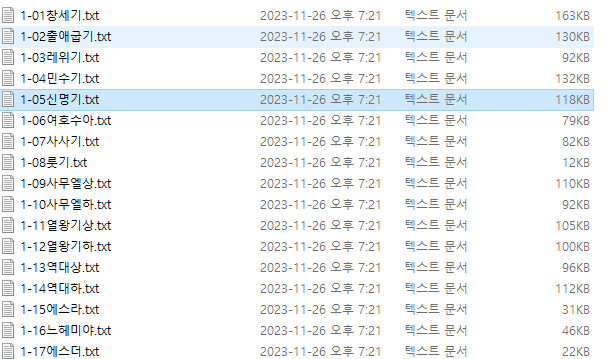 1-01창세기.txt 2023-11-26 오후 7:21 텍스트 문서 163KB
1-02출애굽기.txt 2023-11-26 오후 7:21 텍스트 문서 130KB
1-03레위기.txt 2023-11-26 오후 7:21 텍스트 문서 92KB
1-04민수기.txt 2023-11-26 오후 7:21 텍스트 문서 132KB
1-05신명기.txt 2023-11-26 오후 7:21 텍스트 문서 118KB
1-06여호수아.txt 2023-11-26 오후 7:21 텍스트 문서 79KB
1-07사사기.txt 2023-11-26 오후 7:21 텍스트 문서 82KB
1-08룻기.txt 2023-11-26 오후 7:21 텍스트 문서 12KB
1-09사무엘상.txt 2023-11-26 오후 7:21 텍스트 문서 110KB
1-10사무엘하.txt 2023-11-26 오후 7:21 텍스트 문서 92KB
1-11열왕기상.txt 2023-11-26 오후 7:21 텍스트 문서 105KB
1-12열왕기하.txt 2023-11-26 오후 7:21 텍스트 문서 100KB
1-13역대상.txt 2023-11-26 오후 7:21 텍스트 문서 96KB
1-14역대하.txt 2023-11-26 오후 7:21 텍스트 문서 112KB
1-15에스라.txt 2023-11-26 오후 7:21 텍스트 문서 31KB
1-16느헤미야.txt 2023-11-26 오후 7:21 텍스트 문서 46KB
1-17에스더.txt 2023-11-26 오후 7:21 텍스트 문서 22KB